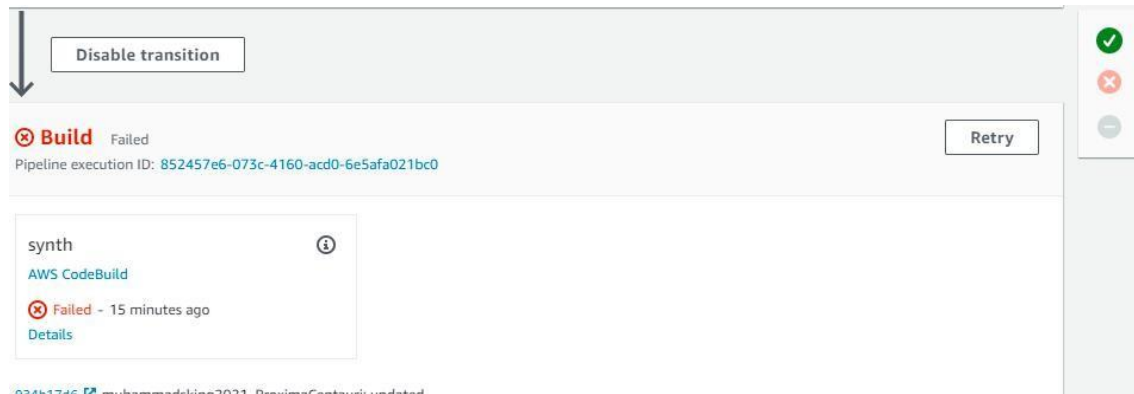 Disable transition
Build Failed
Retry
Pipeline execution ID: 852457e6-073c-4160-acd0-6e5afa021bc0
synth
AWS CodeBuild
Failed - 15 minutes ago
Details